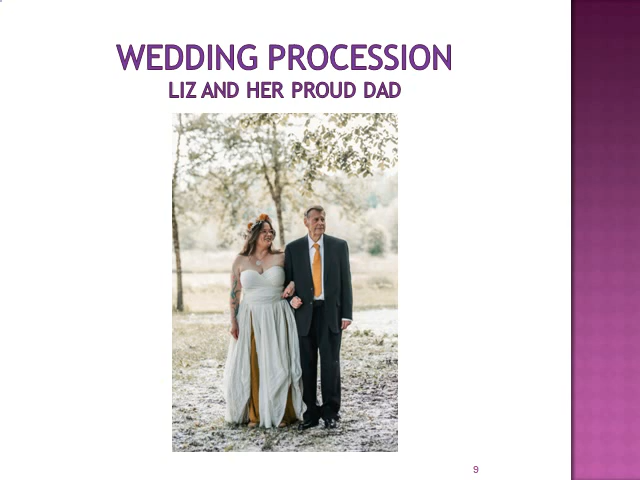 WEDDING PROCESSION
LIZ AND HER PROUD DAD
9